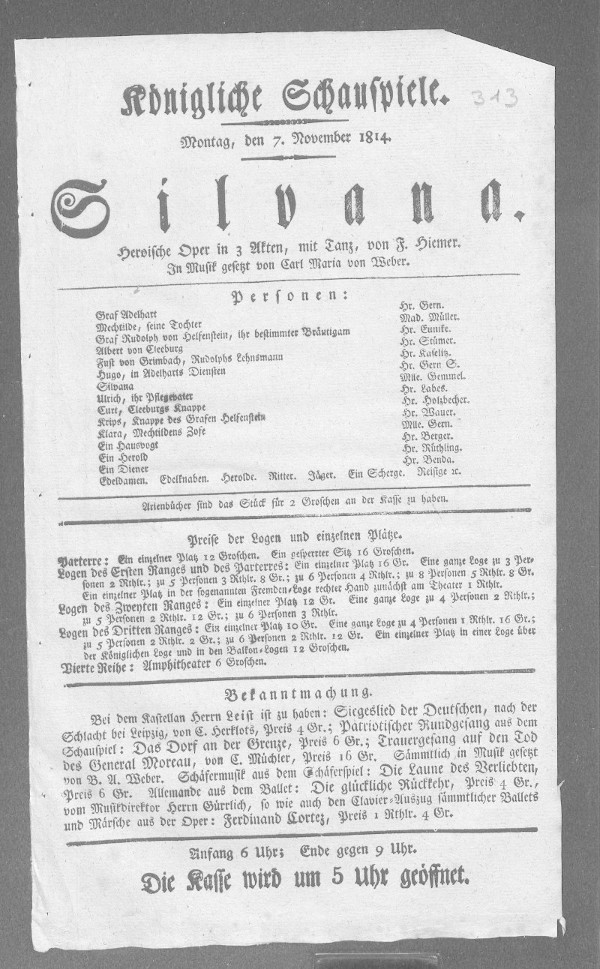 Königliche Schauspiele.
313
Montag, den 7. November 1814.
Silvana.
Heroische Oper in 3 Akten, mit Tanz, von F. Hiemer.
In Musik gesetzt von Carl Maria von Weber.
Personen:
Graf Adelhart Hr. Gern.
Mechtilde, seine Tochter Mad. Müller.
Graf Rudolph von Helfenstein, ihr bestimmter Bräutigam Hr. Eunike.
Albert von Cleeburg Hr. Stümer.
Fust von Grimbach, Rudolphs Lehnsmann Hr. Kaselitz.
Hugo, in Adelharts Diensten Hr. Gern S.
Silvana Mlle. Gemmel.
Ulrich, ihr Pflegevater Hr. Labes.
Curt, Cleeburgs Knappe Hr. Holzbecher.
Krips, Knappe des Grafen Helfenstein Hr. Wauer.
Klara, Mechtildens Zofe Mlle. Gern.
Ein Hausvogt Hr. Berger.
Ein Herold Hr. Rüthling.
Ein Diener Hr. Benda.
Edeldamen. Edelknaben. Herolde. Ritter. Jäger. Ein Scherge. Reisige ꝛc.
Arienbücher sind das Stück für 2 Groschen an der Kasse zu haben.
Preise der Logen und einzelnen Plätze.
Parterre: Ein einzelner Platz 12 Groschen. Ein gesperrter Sitz 16 Groschen.
Logen des Ersten Ranges und des Parterres: Ein einzelner Platz 16 Gr. Eine ganze Loge zu 3 Per-
sonen 2 Rthlr.; zu 5 Personen 3 Rthlr. 8 Gr.; zu 6 Personen 4 Rthlr.; zu 8 Personen 5 Rthlr. 8 Gr.
Ein einzelner Platz in der sogenannten Fremden-Loge rechter Hand zunächst am Theater 1 Rthlr.
Logen des Zweyten Ranges: Ein einzelner Platz 12 Gr. Eine ganze Loge zu 4 Personen 2 Rthlr.;
zu 5 Personen 2 Rthlr. 12 Gr.; zu 6 Personen 3 Rthlr.
Logen des Dritten Ranges: Ein einzelner Platz 10 Gr. Eine ganze Loge zu 4 Personen 1 Rthlr. 16 Gr.;
zu 5 Personen 2 Rthlr. 2 Gr.; zu 6 Personen 2 Rthlr. 12 Gr. Ein einzelner Platz in einer Loge über
der Königlichen Loge und in den Balkon-Logen 12 Groschen.
Vierte Reihe: Amphitheater 6 Groschen.
Bekanntmachung.
Bei dem Kastellan Herrn Leist ist zu haben: Siegeslied der Deutschen, nach der
Schlacht bei Leipzig, von C. Herklots, Preis 4 Gr.; Patriotischer Rundgesang aus dem
Schauspiel: Das Dorf an der Grenze, Preis 6 Gr.; Trauergesang auf den Tod
des General Moreau, von C. Müchler, Preis 16 Gr. Sämmtlich in Musik gesetzt
von B. A. Weber. Schäfermusik aus dem Schäferspiel: Die Laune des Verliebten,
Preis 6 Gr. Allemande aus dem Ballet: Die glückliche Rückkehr, Preis 4 Gr.,
vom Musikdirektor Herrn Gürrlich, so wie auch den Clavier-Auszug sämmtlicher Ballets
und Märsche aus der Oper: Ferdinand Cortez, Preis 1 Rthlr. 4 Gr.
Anfang 6 Uhr; Ende gegen 9 Uhr.
Die Kasse wird um 5 Uhr geöffnet.